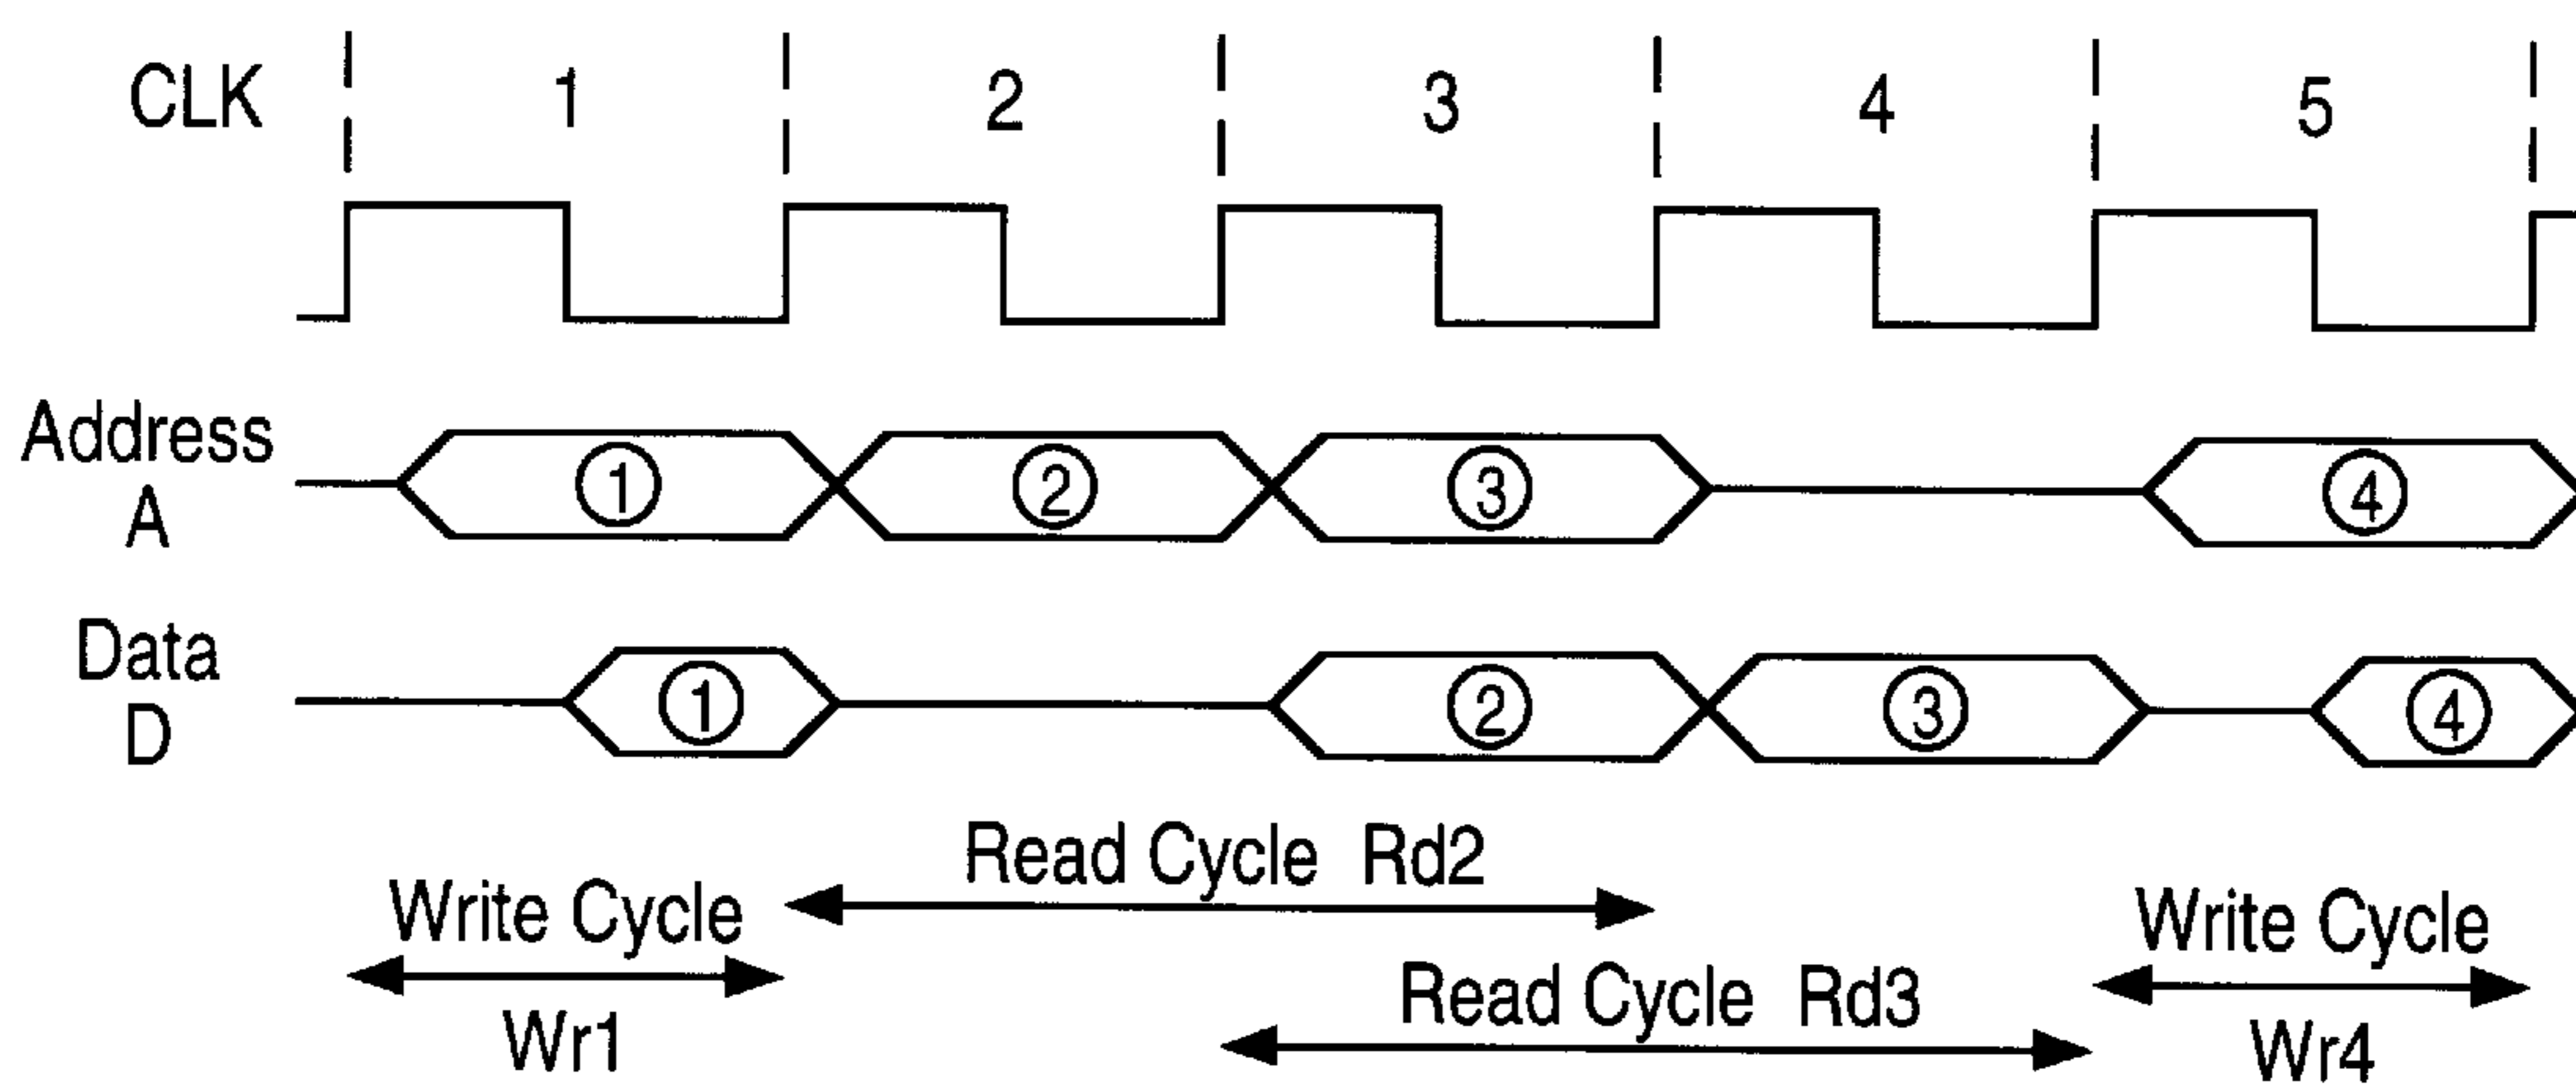 CLK 1 2 3 4 5
Address
A
① ② ③ ④
Data
D
① ② ③ ④
Read Cycle Rd2
Write Cycle
Wr1
Read Cycle Rd3
Write Cycle
Wr4